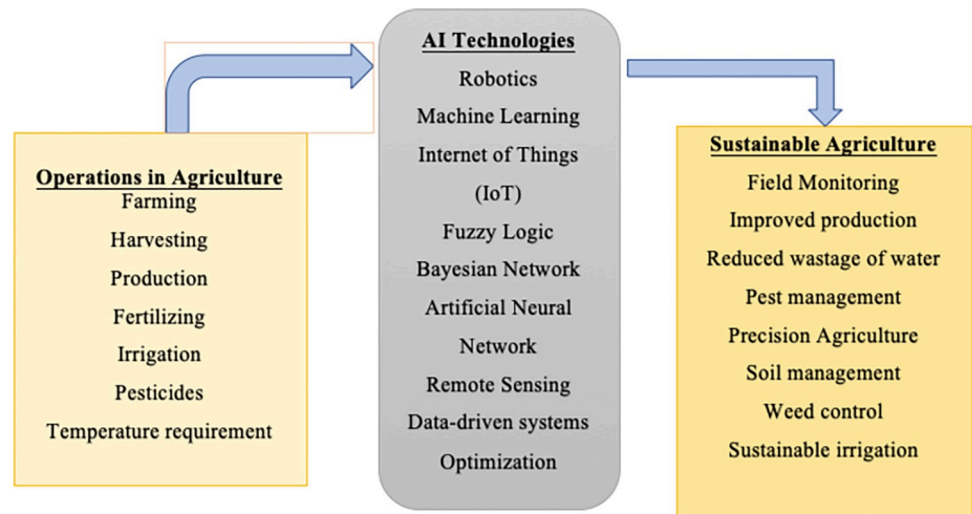 Operations in Agriculture
Farming
Harvesting
Production
Fertilizing
Irrigation
Pesticides
Temperature requirement
AI Technologies
Robotics
Machine Learning
Internet of Things
(IoT)
Fuzzy Logic
Bayesian Network
Artificial Neural
Network
Remote Sensing
Data-driven systems
Optimization
Sustainable Agriculture
Field Monitoring
Improved production
Reduced wastage of water
Pest management
Precision Agriculture
Soil management
Weed control
Sustainable irrigation